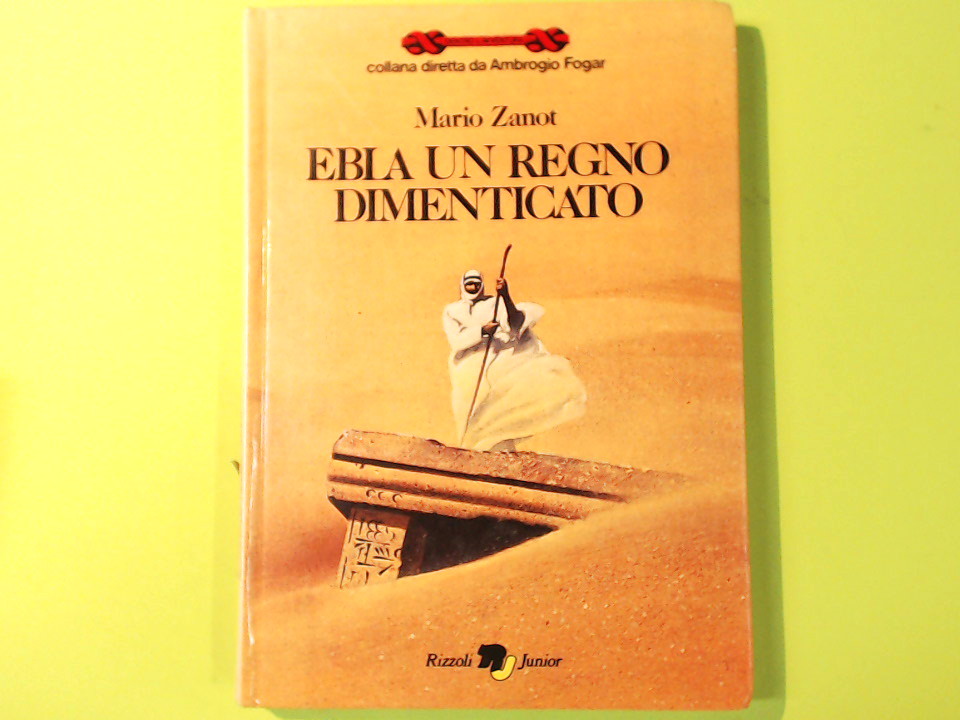 collana diretta da Ambrogio Fogar
Mario Zanot
EBLA UN REGNO
DIMENTICATO
Rizzoli Junior